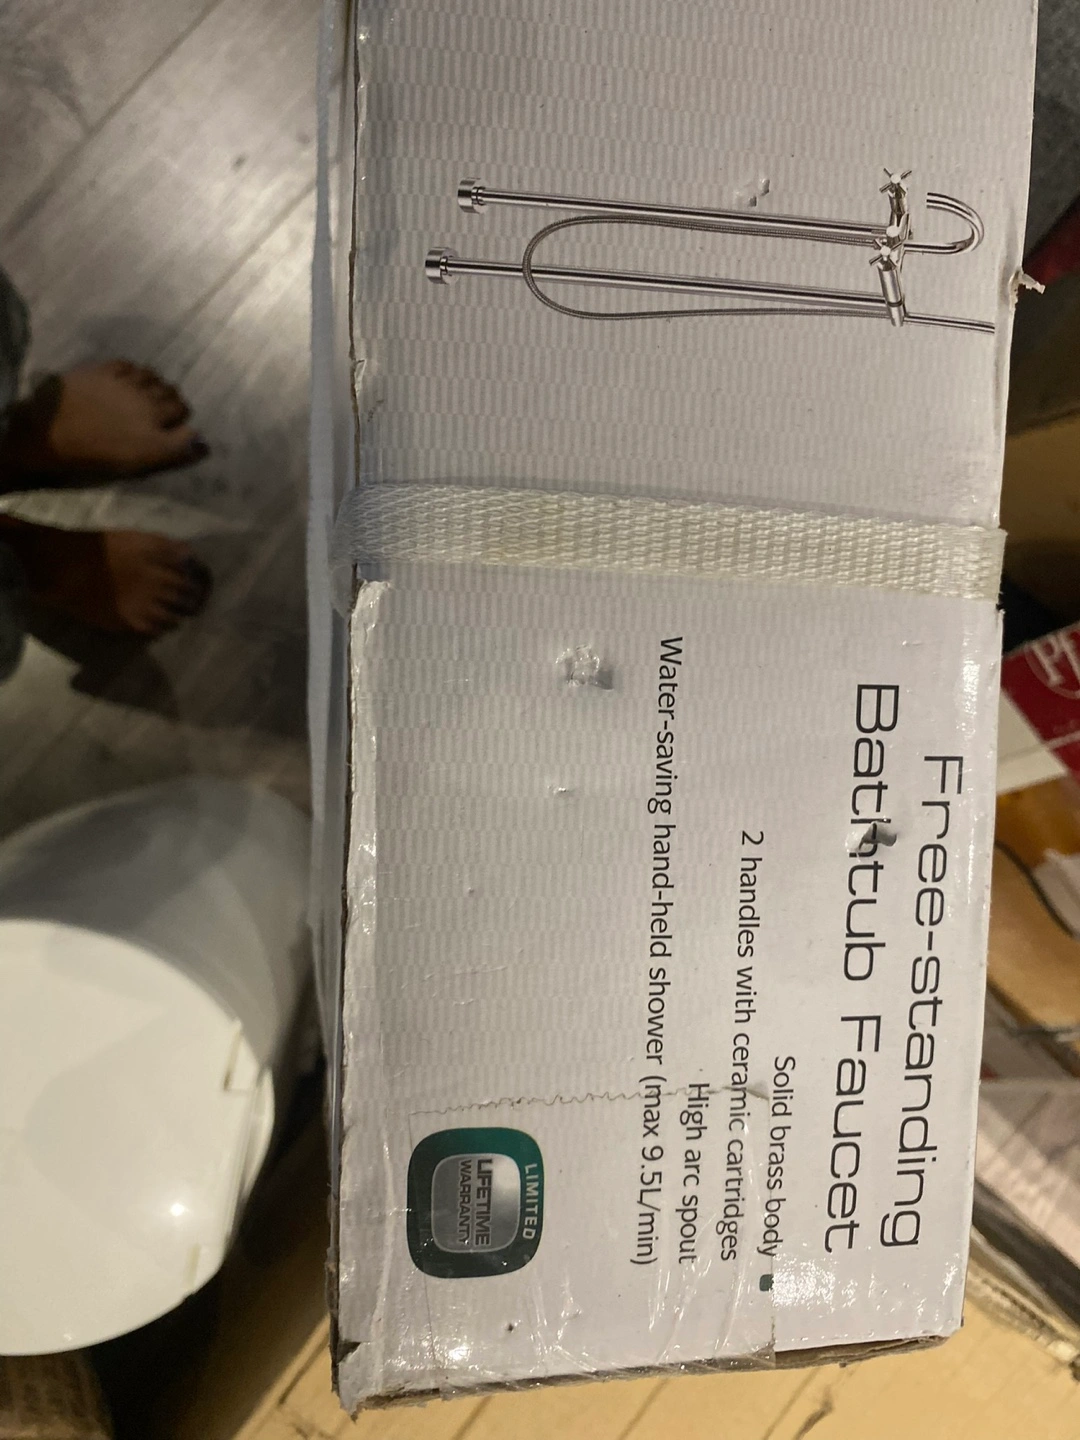 Free-standing
Bathtub Faucet
Solid brass body
2 handles with ceramic cartridges
High arc spout
Water-saving hand-held shower (max 9.5L/min)
LIMITED
LIFETIME
WARRANTY